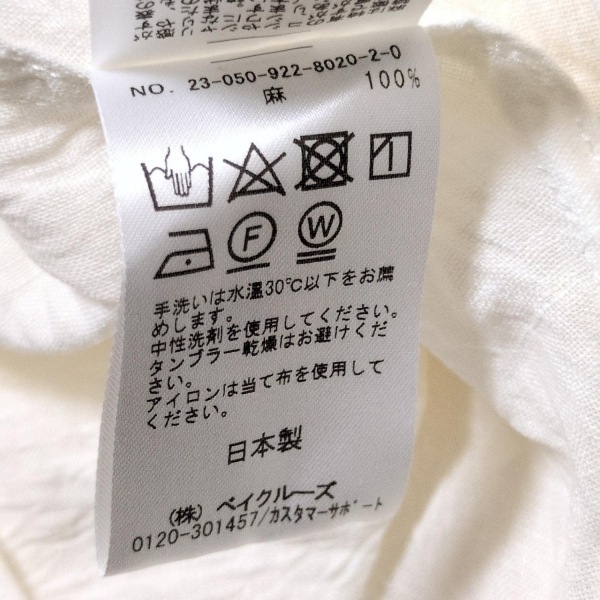 NO. 23-050-922-8020-2-0
麻 100%
F
W
手洗いは水温30℃以下をお薦
めします。
中性洗剤を使用してください。
タンブラー乾燥はお避けくだ
さい。
アイロンは当て布を使用して
ください。
日本製
(株) ベイクルーズ
0120-301457/カスタマーサポート